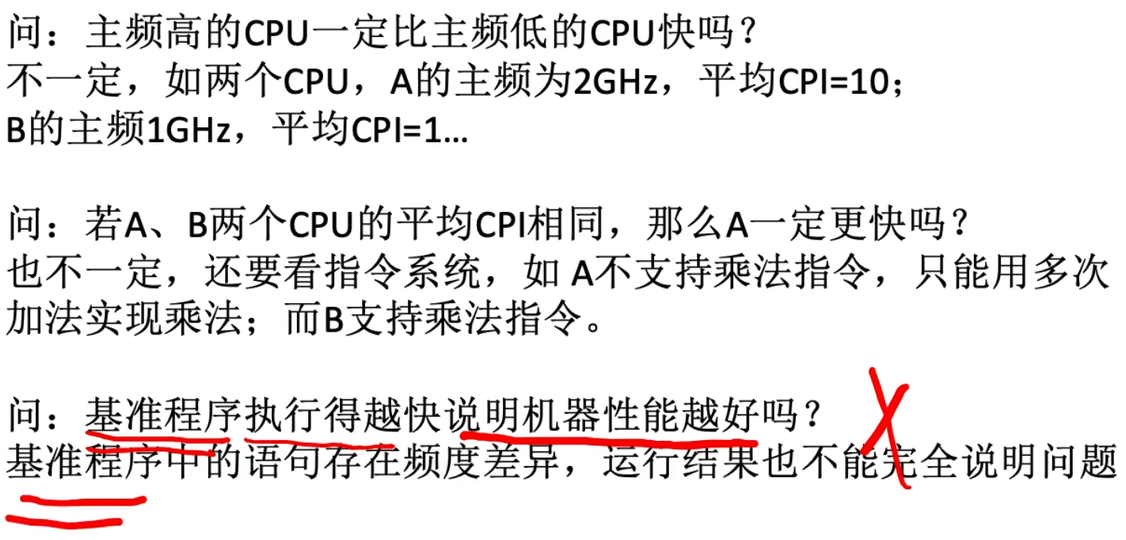 问：主频高的CPU一定比主频低的CPU快吗？
不一定，如两个CPU，A的主频为2GHz，平均CPI=10；
B的主频1GHz，平均CPI=1...
问：若A、B两个CPU的平均CPI相同，那么A一定更快吗？
也不一定，还要看指令系统，如 A不支持乘法指令，只能用多次
加法实现乘法；而B支持乘法指令。
问：基准程序执行得越快说明机器性能越好吗？
基准程序中的语句存在频度差异，运行结果也不能完全说明问题